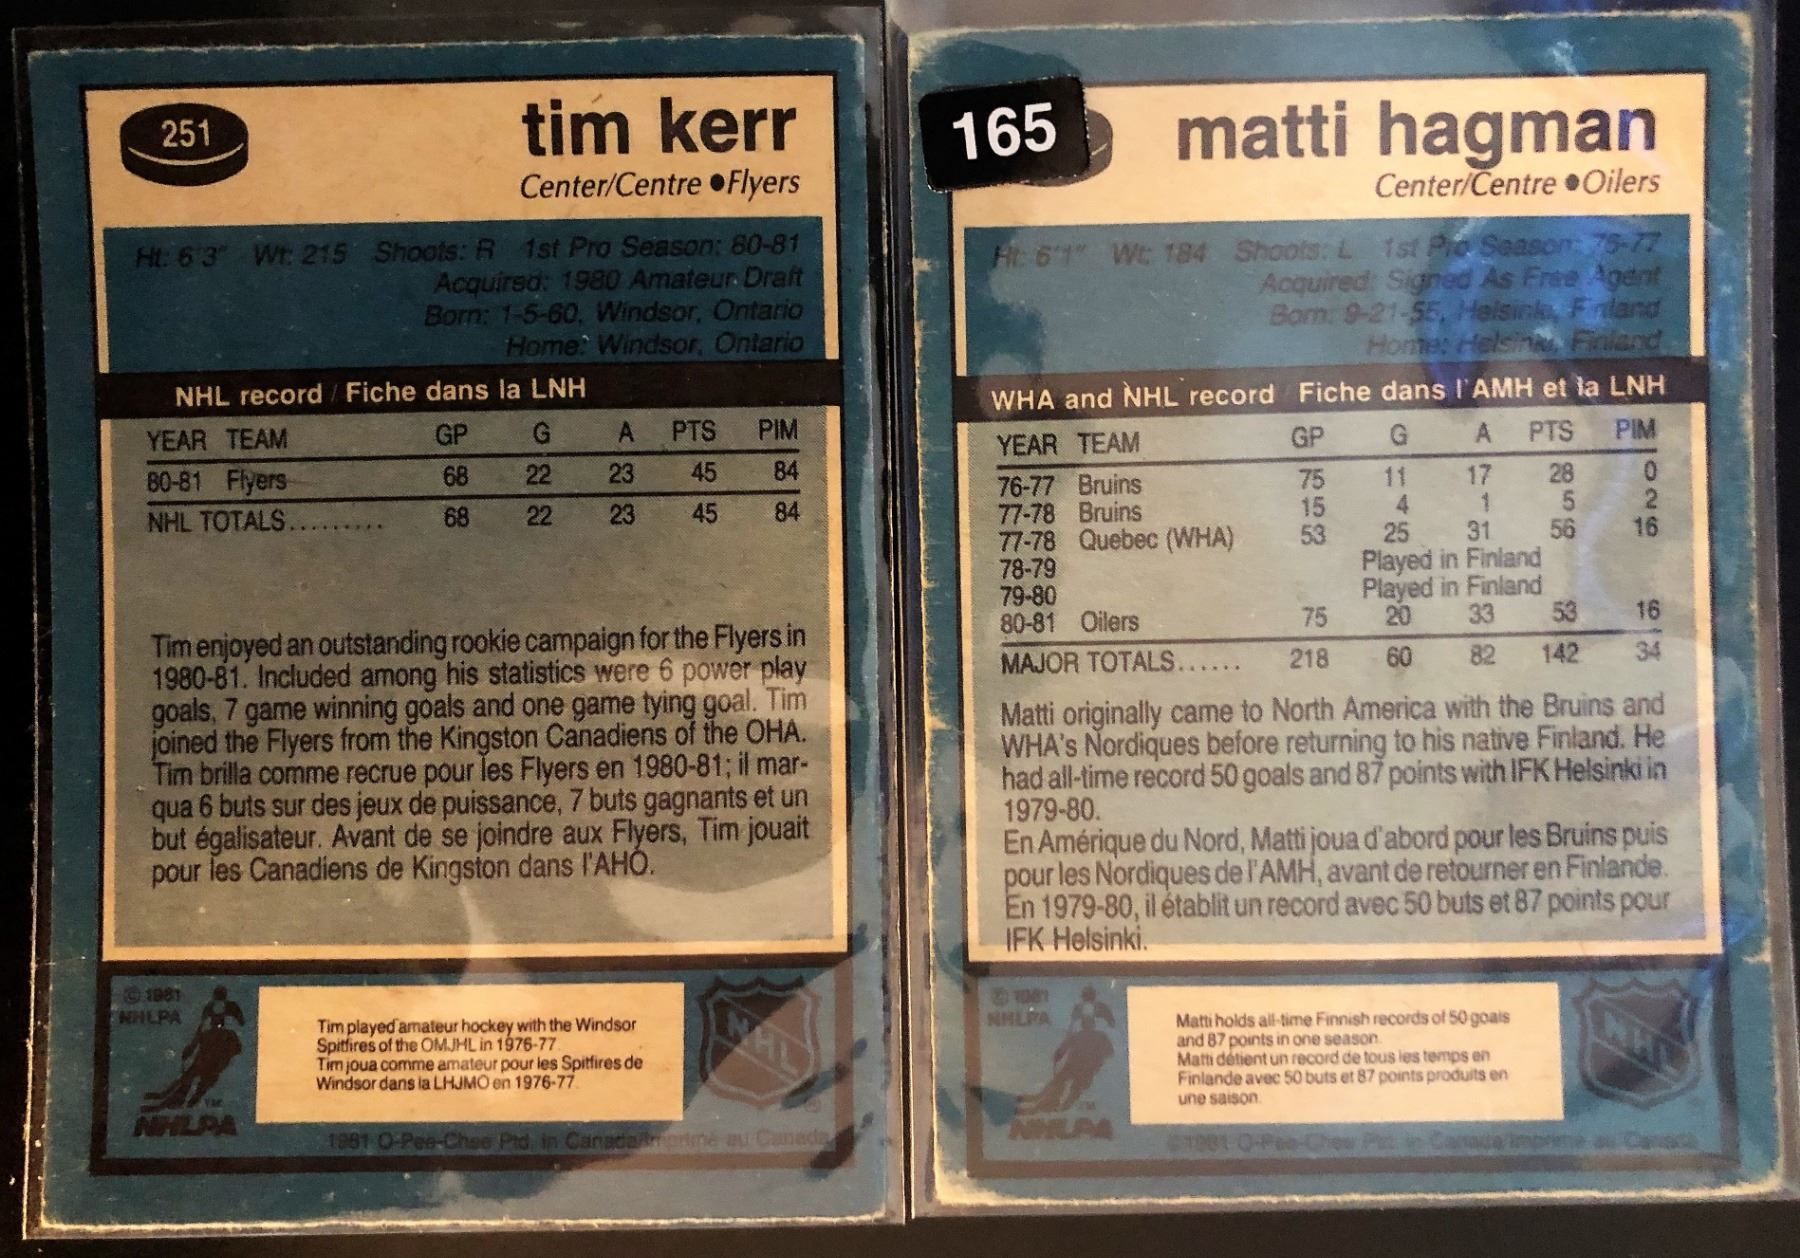 251
tim kerr
Center/Centre ●Flyers
Ht: 6'3" Wt: 215 Shoots: R 1st Pro Season: 80-81
Acquired: 1980 Amateur Draft
Born: 1-5-60, Windsor, Ontario
Home: Windsor, Ontario
NHL record / Fiche dans la LNH
YEAR TEAM GP G A PTS PIM
80-81 Flyers 68 22 23 45 84
NHL TOTALS......... 68 22 23 45 84
Tim enjoyed an outstanding rookie campaign for the Flyers in
1980-81. Included among his statistics were 6 power play
goals, 7 game winning goals and one game tying goal. Tim
joined the Flyers from the Kingston Canadiens of the OHA.
Tim brilla comme recrue pour les Flyers en 1980-81; il mar-
qua 6 buts sur des jeux de puissance, 7 buts gagnants et un
but égalisateur. Avant de se joindre aux Flyers, Tim jouait
pour les Canadiens de Kingston dans l'AHO.
© 1981
NHLPA
Tim played amateur hockey with the Windsor
Spitfires of the OMJHL in 1976-77.
Tim joua comme amateur pour les Spitfires de
Windsor dans la LHJMO en 1976-77.
NHL
®
TM
NHLPA
1981 O-Pee-Chee Ptd. in Canada/Imprimé au Canada
165
matti hagman
Center/Centre ●Oilers
Ht: 6'1" Wt: 184 Shoots: L 1st Pro Season: 76-77
Acquired: Signed As Free Agent
Born: 9-21-55, Helsinki, Finland
Home: Helsinki, Finland
WHA and NHL record Fiche dans l'AMH et la LNH
YEAR TEAM GP G A PTS PIM
76-77 Bruins 75 11 17 28 0
77-78 Bruins 15 4 1 5 2
77-78 Quebec (WHA) 53 25 31 56 16
78-79 Played in Finland
79-80 Played in Finland
80-81 Oilers 75 20 33 53 16
MAJOR TOTALS...... 218 60 82 142 34
Matti originally came to North America with the Bruins and
WHA's Nordiques before returning to his native Finland. He
had all-time record 50 goals and 87 points with IFK Helsinki in
1979-80.
En Amérique du Nord, Matti joua d'abord pour les Bruins puis
pour les Nordiques de l'AMH, avant de retourner en Finlande.
En 1979-80, il établit un record avec 50 buts et 87 points pour
IFK Helsinki.
© 1981
NHLPA
Matti holds all-time Finnish records of 50 goals
and 87 points in one season.
Matti détient un record de tous les temps en
Finlande avec 50 buts et 87 points produits en
une saison.
NHL
TM
NHLPA
©1981 O-Pee-Chee Ptd. in Canada/Imprimé au Canada